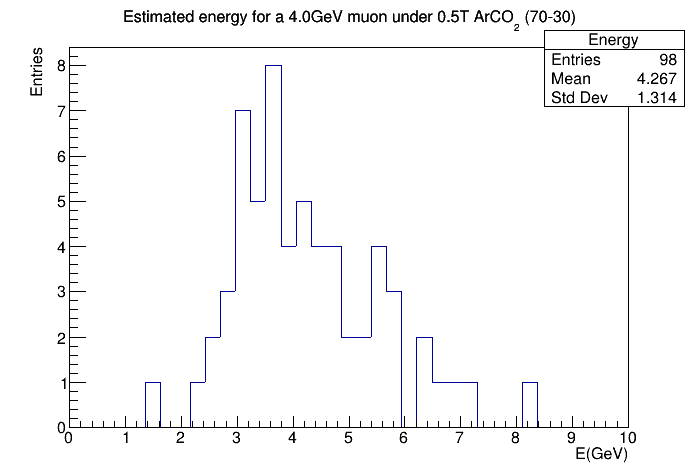 Estimated energy for a 4.0GeV muon under 0.5T ArCO2 (70-30)
Energy
Entries 98
Mean 4.267
Std Dev 1.314
Entries
8
7
6
5
4
3
2
1
0
0 1 2 3 4 5 6 7 8 9 10
E(GeV)